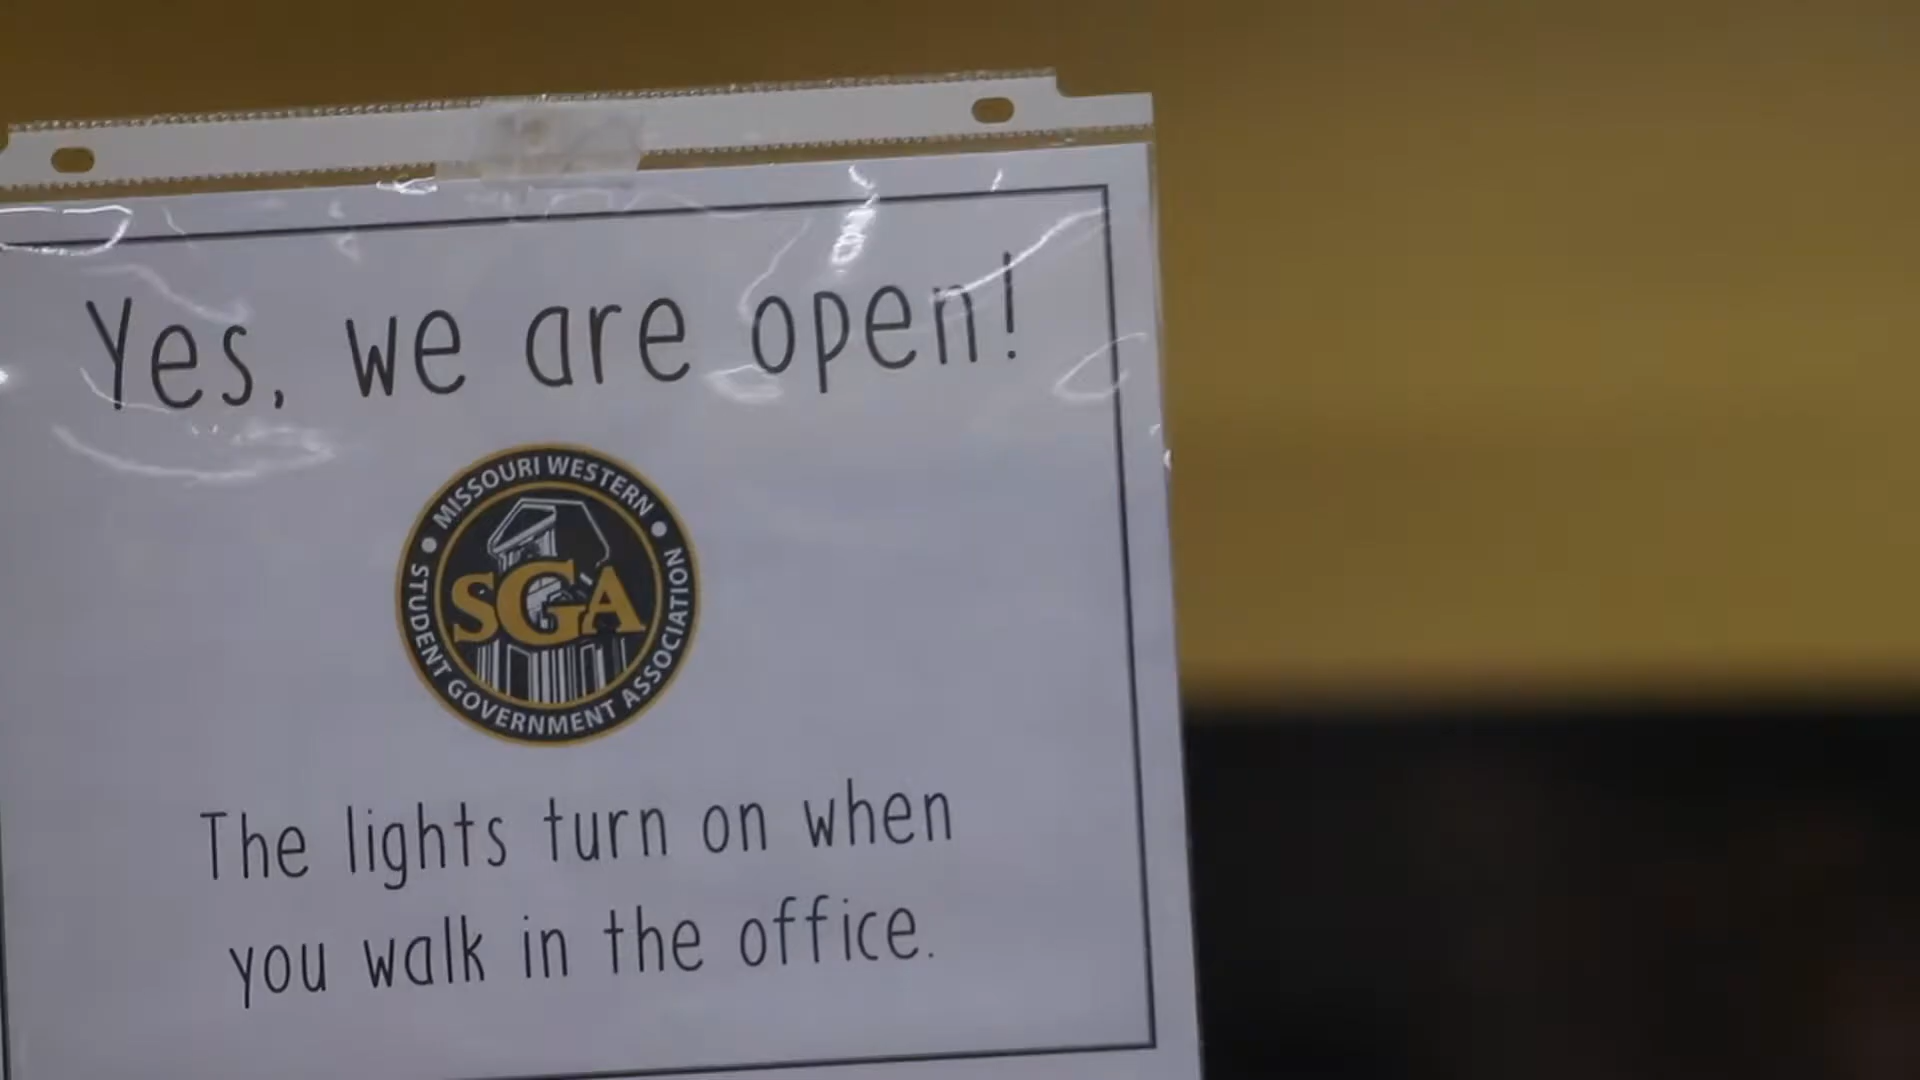 Yes, we are open!
MISSOURI WESTERN
SGA
STUDENT GOVERNMENT ASSOCIATION
The lights turn on when
you walk in the office.